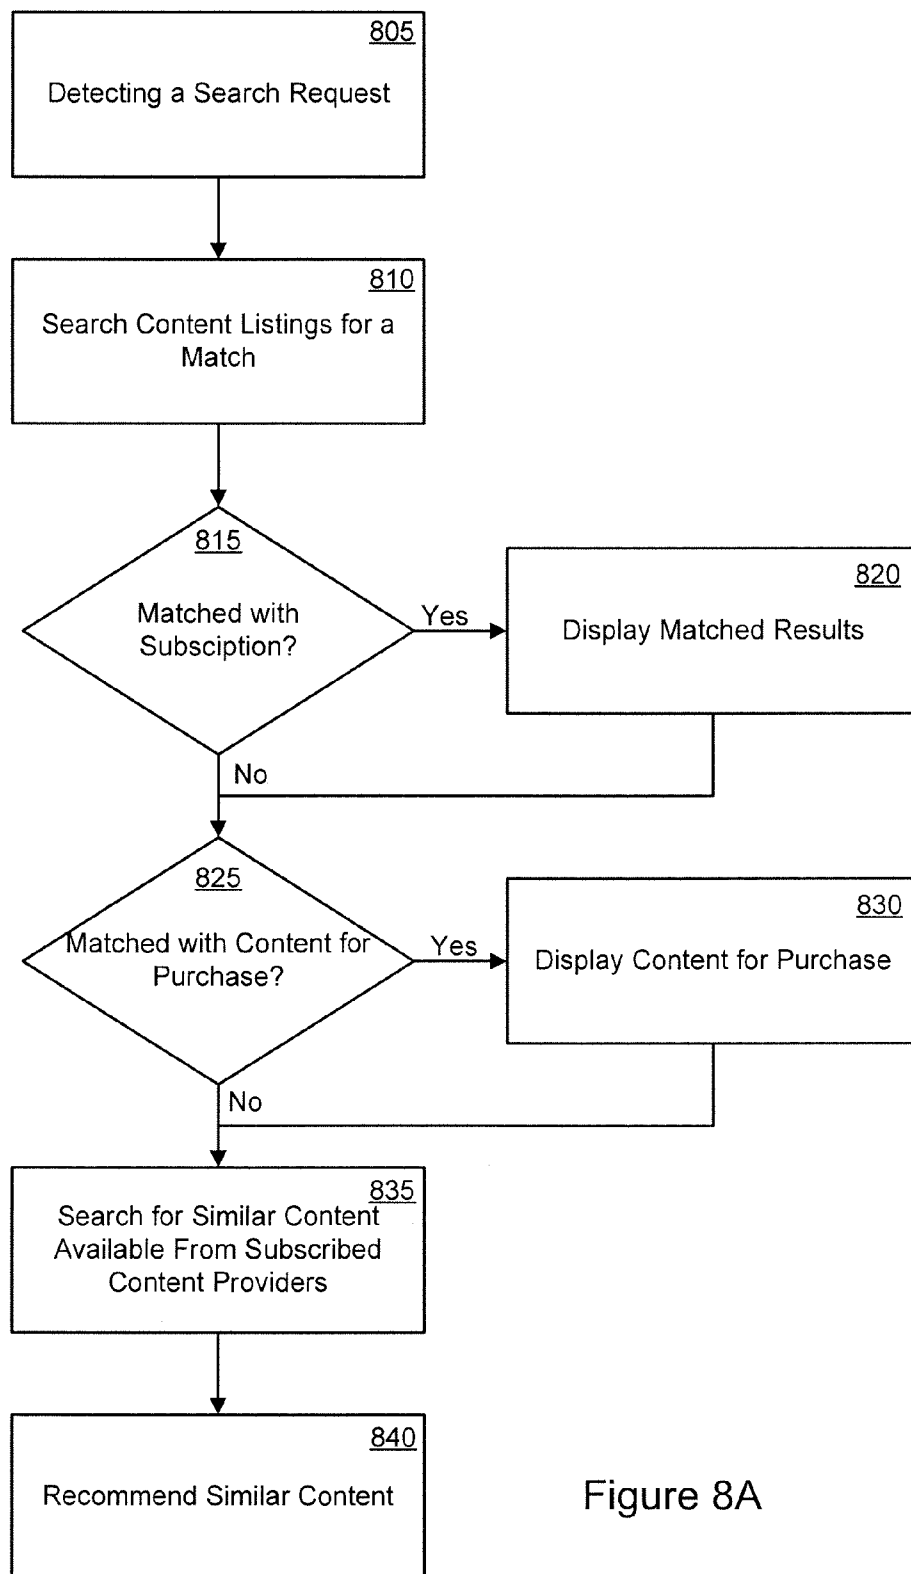 805
Detecting a Search Request
810
Search Content Listings for a
Match
815
Matched with
Subsciption?
Yes
820
Display Matched Results
No
825
Matched with Content for
Purchase?
Yes
830
Display Content for Purchase
No
835
Search for Similar Content
Available From Subscribed
Content Providers
840
Recommend Similar Content
Figure 8A